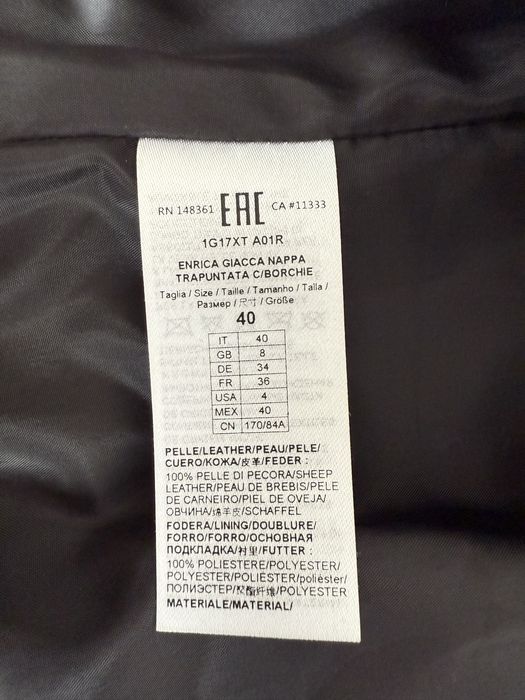 RN 148361 EAC CA #11333
1G17XT A01R
ENRICA GIACCA NAPPA
TRAPUNTATA C/BORCHIE
Taglia / Size / Taille / Tamanho / Talla /
Размер / 尺寸 / Größe
40
IT 40
GB 8
DE 34
FR 36
USA 4
MEX 40
CN 170/84A
PELLE/LEATHER/PEAU/PELE/
CUERO/КОЖА/皮革/FEDER :
100% PELLE DI PECORA/SHEEP
LEATHER/PEAU DE BREBIS/PELE
DE CARNEIRO/PIEL DE OVEJA/
ОВЧИНА/绵羊皮/SCHAFFEL
FODERA/LINING/DOUBLURE/
FORRO/FORRO/ОСНОВНАЯ
ПОДКЛАДКА/衬里/FUTTER :
100% POLIESTERE/POLYESTER/
POLYESTER/POLIÉSTER/poliéster/
ПОЛИЭСТЕР/聚酯纤维/POLYESTER
MATERIALE/MATERIAL/